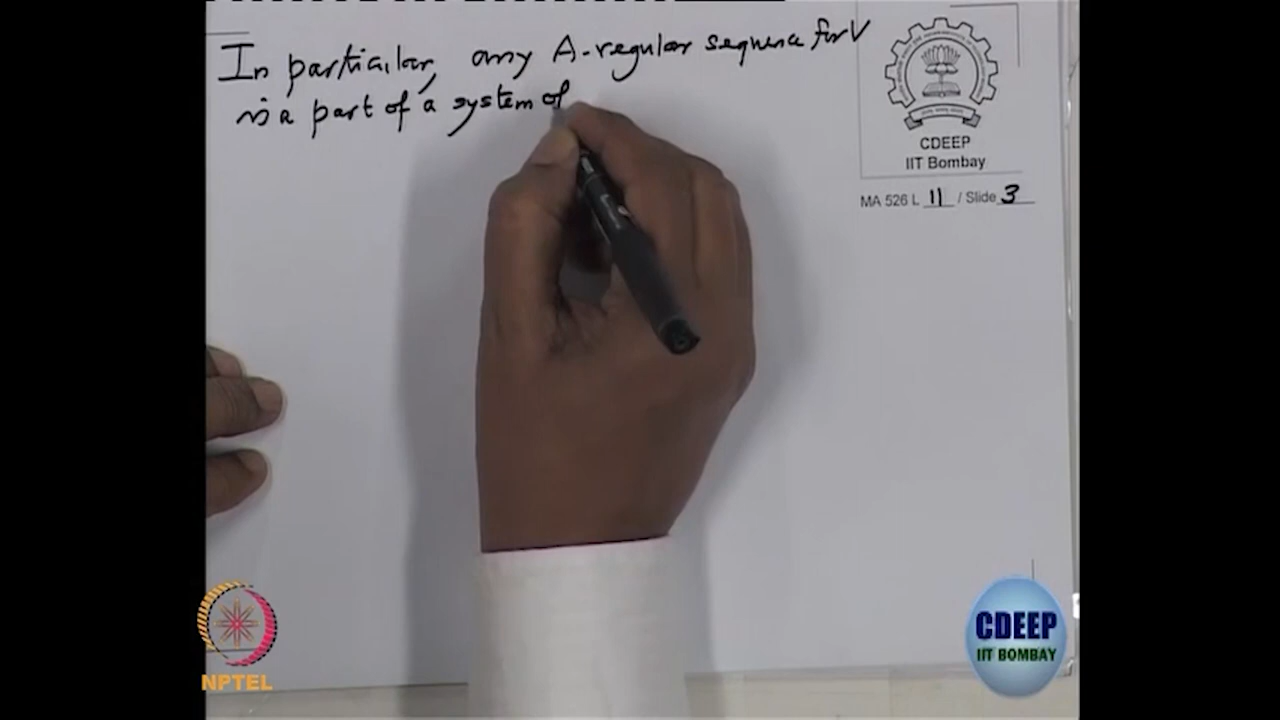 In particular, any A-regular sequence for V
is a part of a system of
CDEEP
IIT Bombay
MA 526 L 11 / Slide 3
NPTEL
CDEEP
IIT BOMBAY